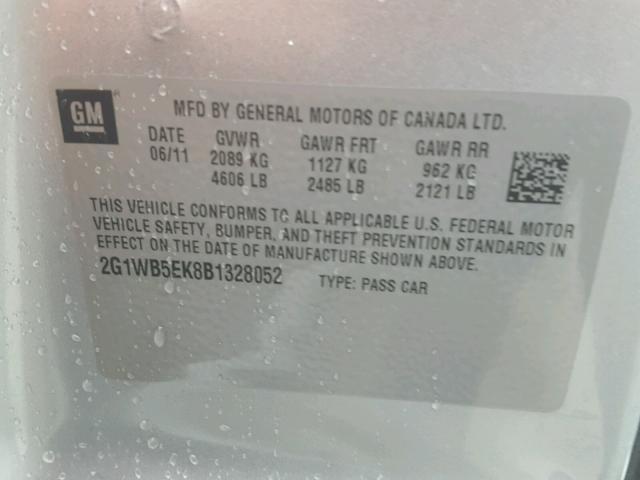 GM
MFD BY GENERAL MOTORS OF CANADA LTD.
DATE GVWR GAWR FRT GAWR RR
06/11 2089 KG 1127 KG 962 KG
4606 LB 2485 LB 2121 LB
THIS VEHICLE CONFORMS TO ALL APPLICABLE U.S. FEDERAL MOTOR
VEHICLE SAFETY, BUMPER, AND THEFT PREVENTION STANDARDS IN
EFFECT ON THE DATE OF MANUFACTURE SHOWN ABOVE.
2G1WB5EK8B1328052 TYPE: PASS CAR